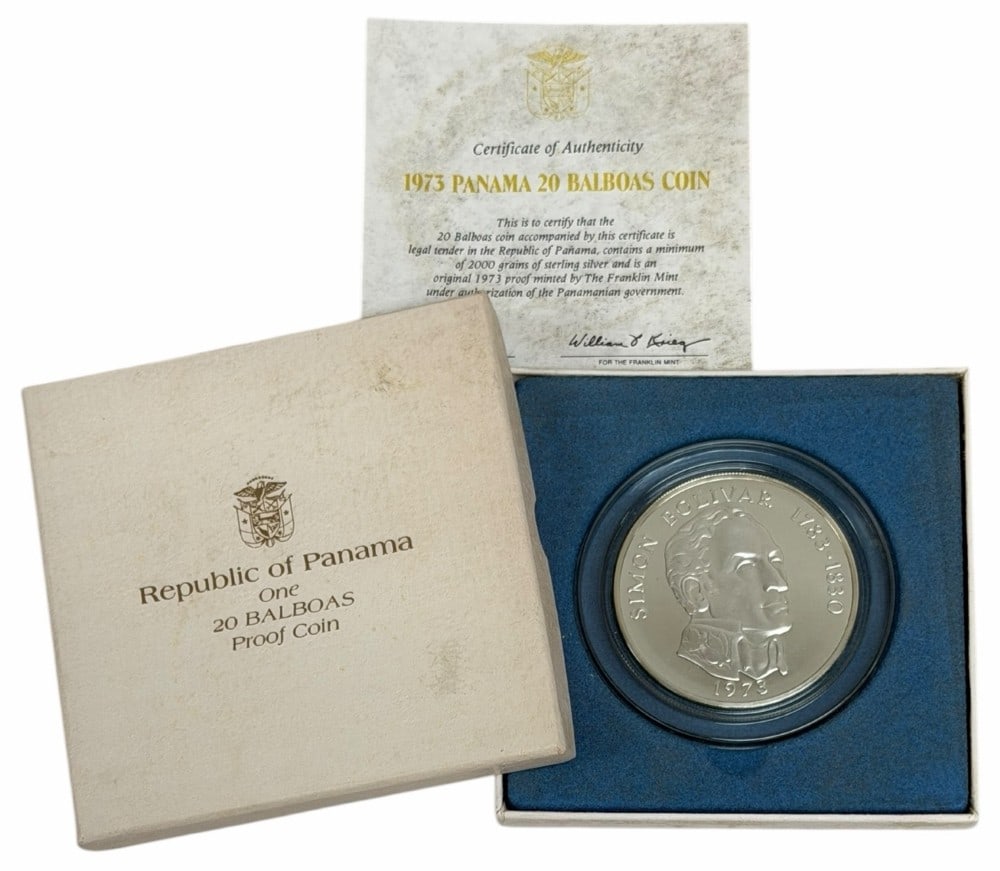 Certificate of Authenticity
1973 PANAMA 20 BALBOAS COIN
This is to certify that the
20 Balboas coin accompanied by this certificate is
legal tender in the Republic of Panama, contains a minimum
of 2000 grains of sterling silver and is an
original 1973 proof minted by The Franklin Mint
under authorization of the Panamanian government.
William F Krieg
FOR THE FRANKLIN MINT
Republic of Panama
One
20 BALBOAS
Proof Coin
SIMON BOLIVAR 1783·1830
1973